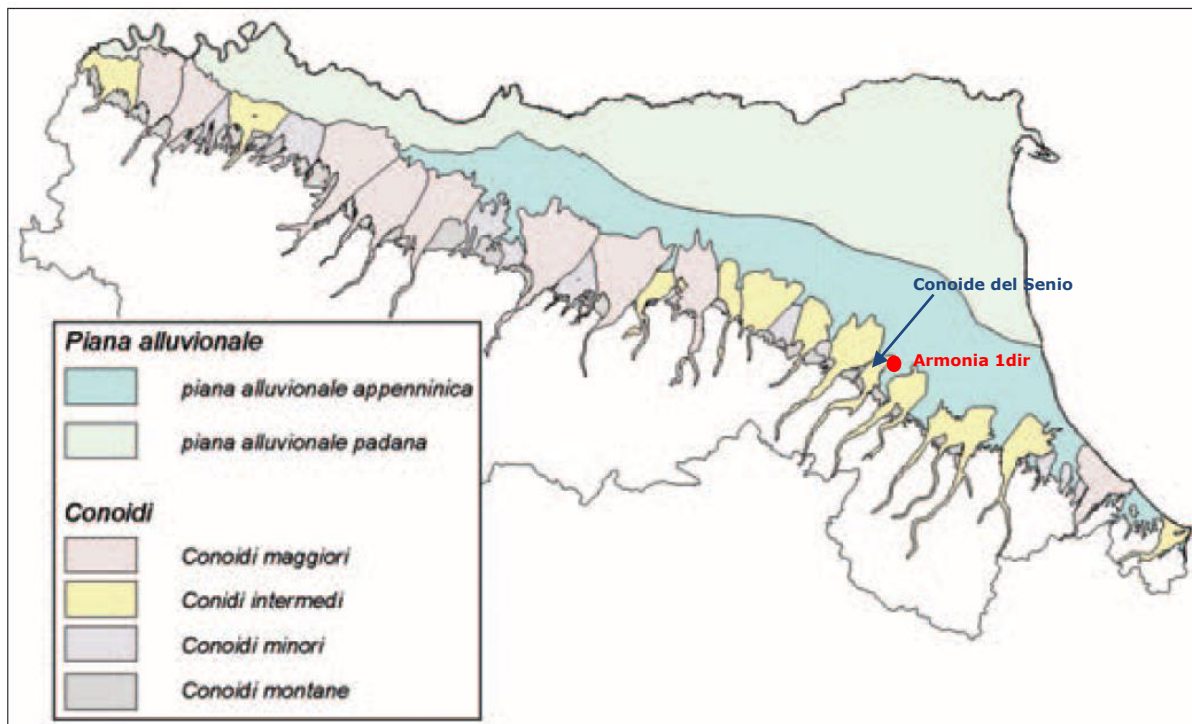 Conoide del Senio
Armonia 1dir
Piana alluvionale
piana alluvionale appenninica
piana alluvionale padana
Conoidi
Conoidi maggiori
Conidi intermedi
Conoidi minori
Conoidi montane